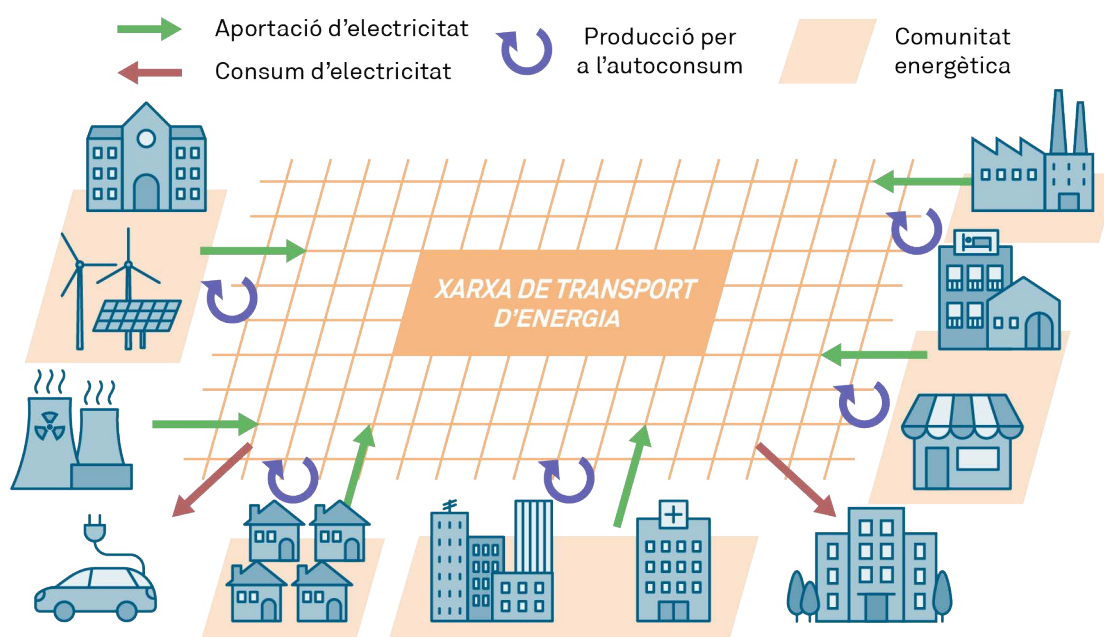 Aportació d'electricitat
Consum d'electricitat
Producció per
a l'autoconsum
Comunitat
energètica
XARXA DE TRANSPORT
D'ENERGIA